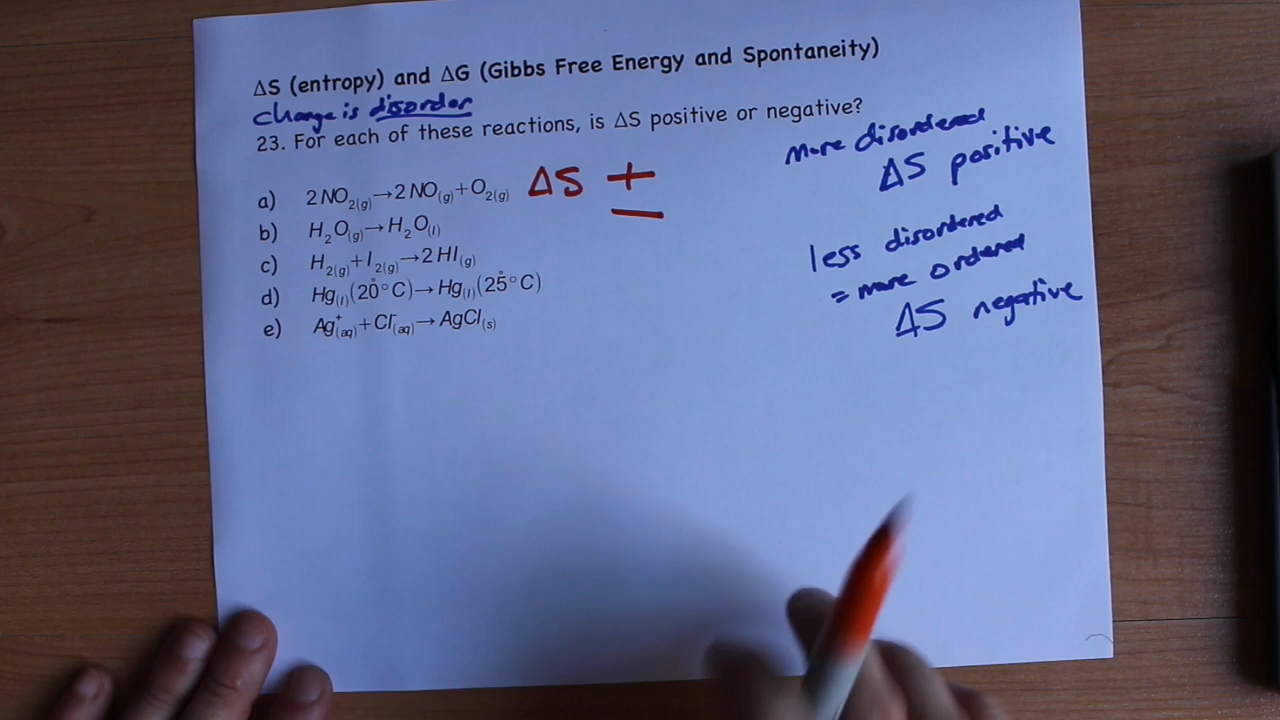 ΔS (entropy) and ΔG (Gibbs Free Energy and Spontaneity)
change is disorder
23. For each of these reactions, is ΔS positive or negative?
a) 2NO₂(g)→2NO(g)+O₂(g) ΔS +
−
b) H₂O(g)→H₂O(l)
c) H₂(g)+I₂(g)→2HI(g)
d) Hg(l)(20°C)→Hg(l)(25°C)
e) Ag⁺(aq)+Cl⁻(aq)→AgCl(s)
more disordered
ΔS positive
less disordered
= more ordered
ΔS negative